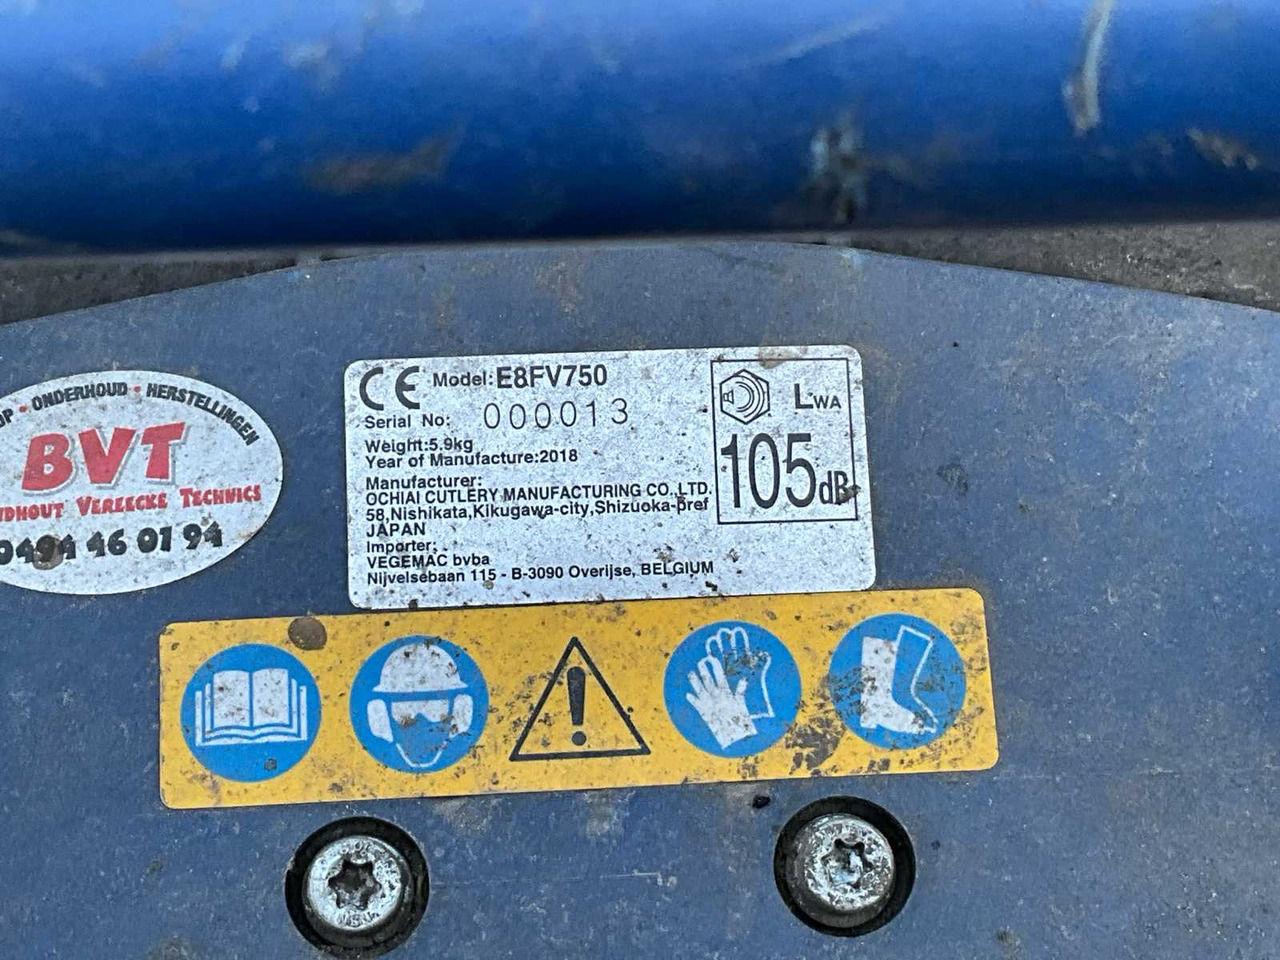 ONDERHOUD • HERSTELLINGEN
BVT
VEREECKE TECHNICS
0494 46 01 94
CE Model: E8FV750
Serial No: 000013
Weight:5.9kg
Year of Manufacture:2018
Manufacturer:
OCHIAI CUTLERY MANUFACTURING CO.,LTD.
58,Nishikata,Kikugawa-city,Shizuoka-pref
JAPAN
Importer:
VEGEMAC bvba
Nijvelsebaan 115 - B-3090 Overijse, BELGIUM
LWA
105dB